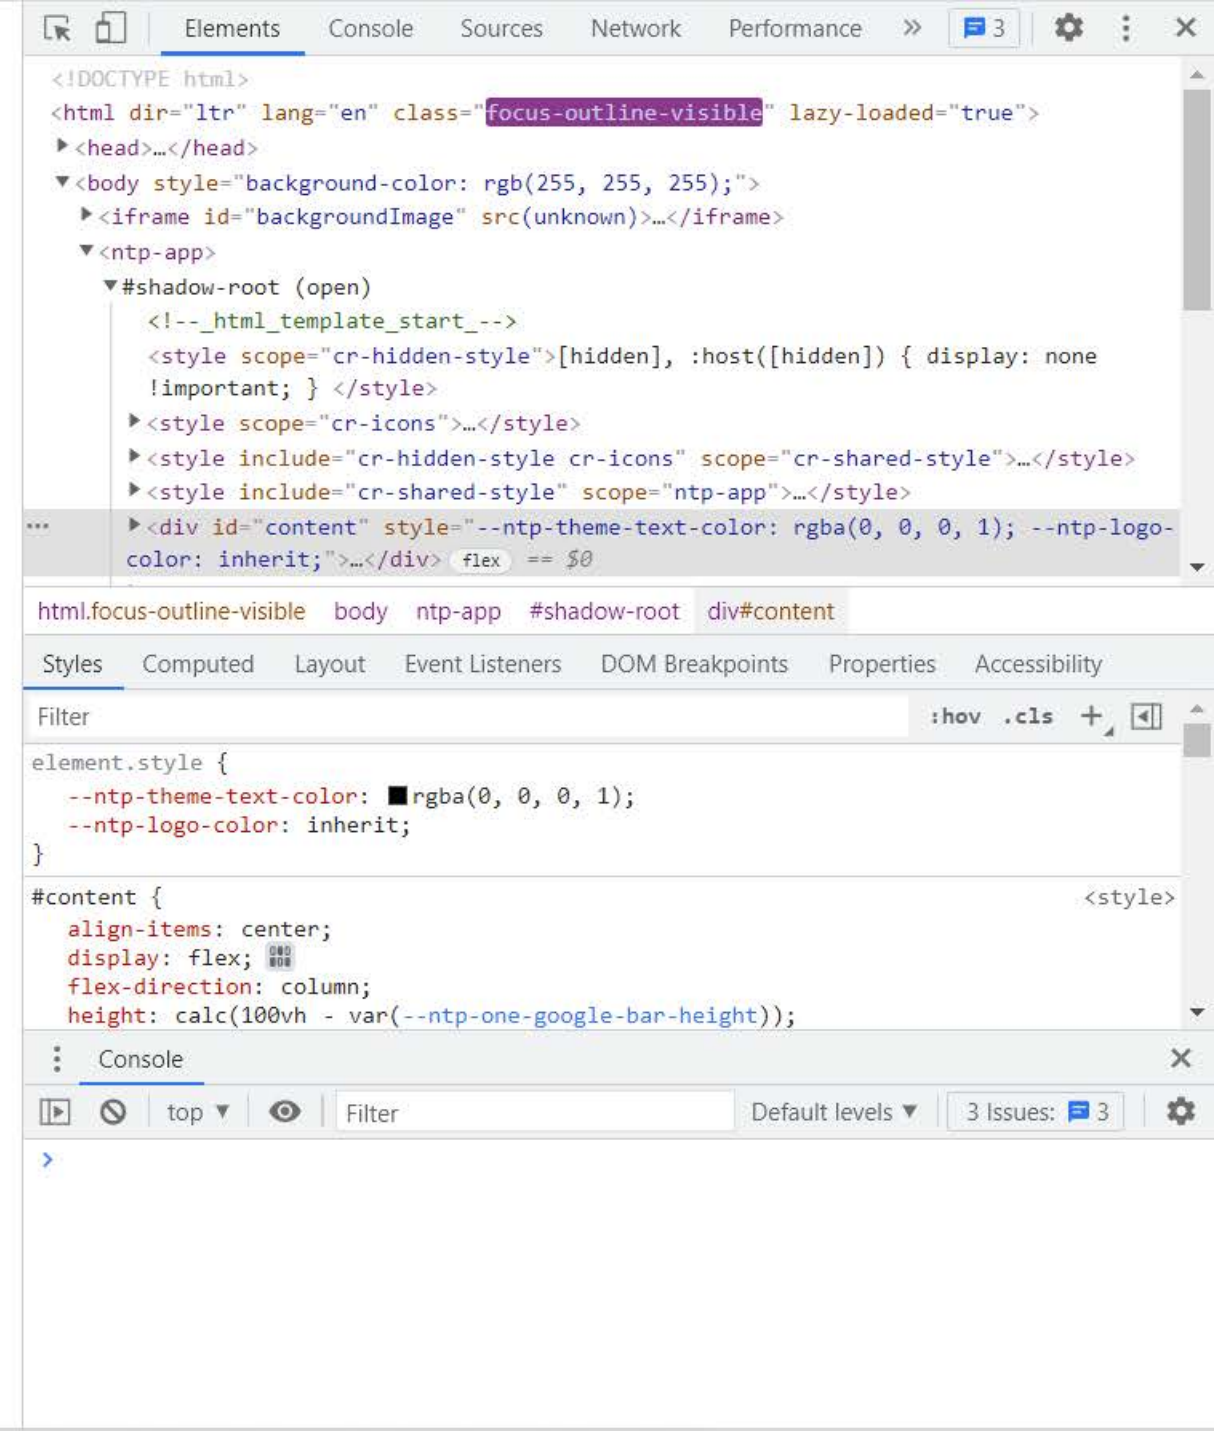 Elements Console Sources Network Performance » 3
<!DOCTYPE html>
<html dir="ltr" lang="en" class="focus-outline-visible" lazy-loaded="true">
<head>…</head>
<body style="background-color: rgb(255, 255, 255);">
<iframe id="backgroundImage" src(unknown)>…</iframe>
<ntp-app>
#shadow-root (open)
<!--_html_template_start_-->
<style scope="cr-hidden-style">[hidden], :host([hidden]) { display: none
!important; } </style>
<style scope="cr-icons">…</style>
<style include="cr-hidden-style cr-icons" scope="cr-shared-style">…</style>
<style include="cr-shared-style" scope="ntp-app">…</style>
<div id="content" style="--ntp-theme-text-color: rgba(0, 0, 0, 1); --ntp-logo-
color: inherit;">…</div> flex == $0
html.focus-outline-visible body ntp-app #shadow-root div#content
Styles Computed Layout Event Listeners DOM Breakpoints Properties Accessibility
Filter :hov .cls +
element.style {
--ntp-theme-text-color: rgba(0, 0, 0, 1);
--ntp-logo-color: inherit;
}
#content { <style>
align-items: center;
display: flex;
flex-direction: column;
height: calc(100vh - var(--ntp-one-google-bar-height));
Console
top Filter Default levels 3 Issues: 3
>